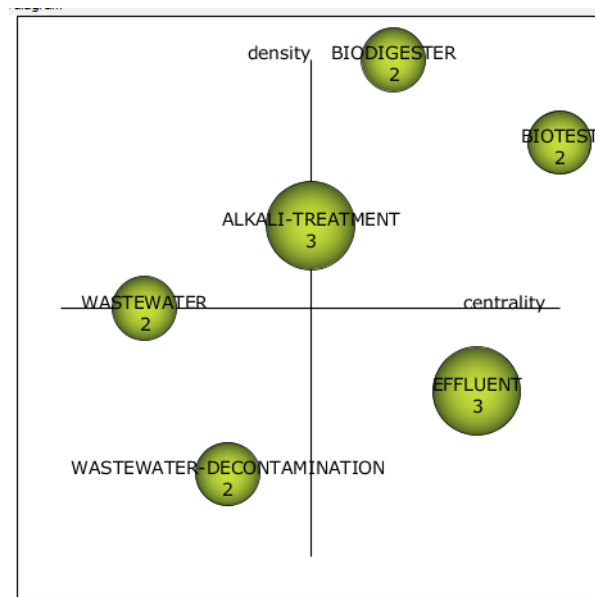 density
BIODIGESTER
2
BIOTEST
2
ALKALI-TREATMENT
3
WASTEWATER
2
centrality
EFFLUENT
3
WASTEWATER-DECONTAMINATION
2